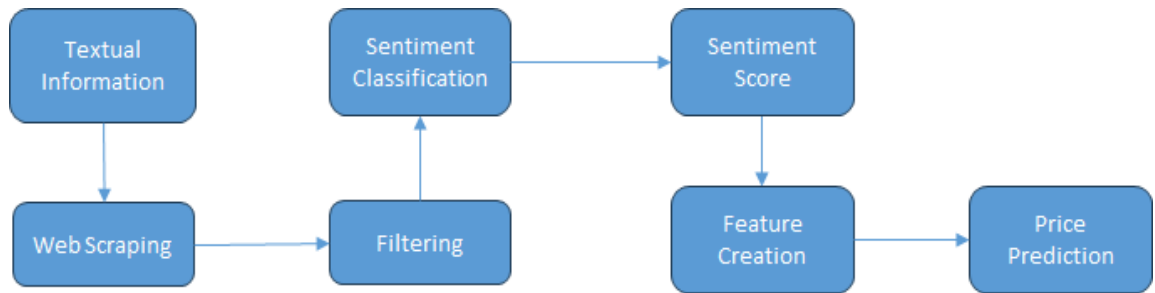 Textual
Information
Web Scraping
Filtering
Sentiment
Classification
Sentiment
Score
Feature
Creation
Price
Prediction